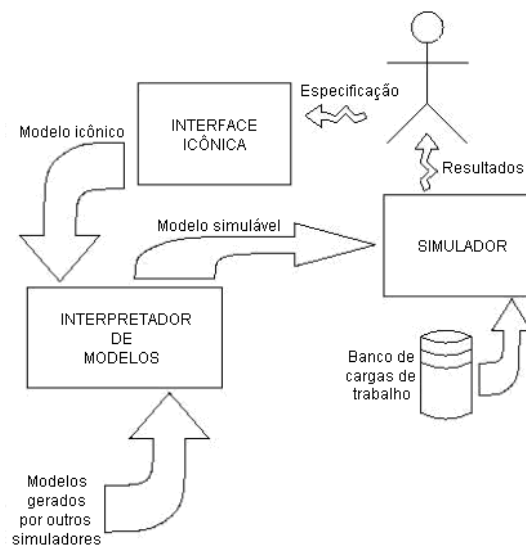 Especificação
Modelo icônico
INTERFACE
ICÔNICA
Resultados
Modelo simulável
SIMULADOR
INTERPRETADOR
DE
MODELOS
Banco de
cargas de
trabalho
Modelos
gerados
por outros
simuladores